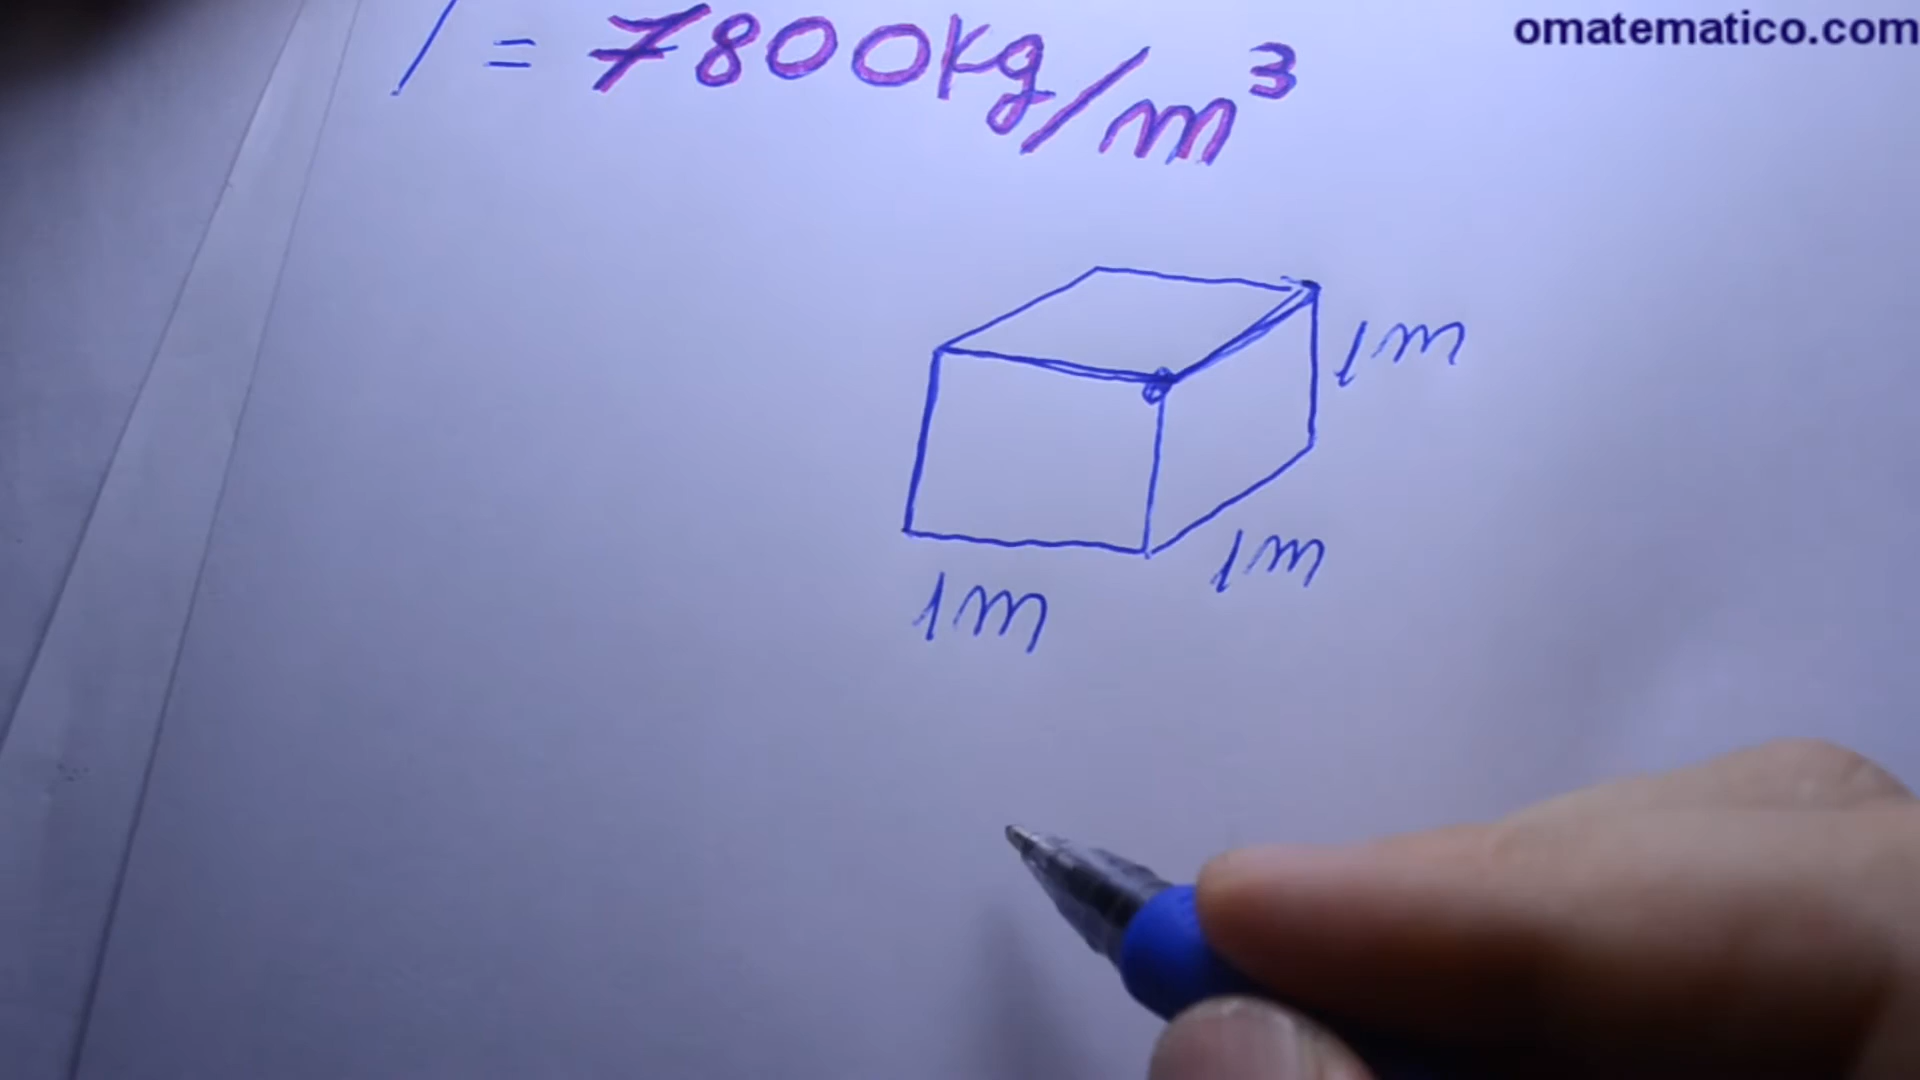 omatematico.com
/ = 7800kg/m³
1m
1m
1m